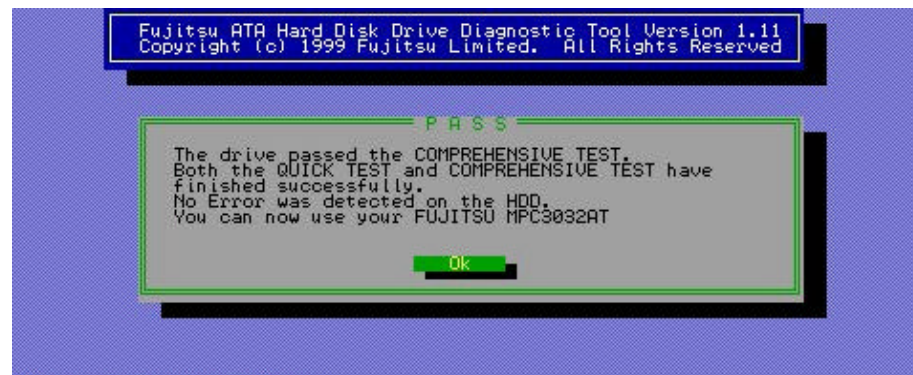 Fujitsu ATA Hard Disk Drive Diagnostic Tool Version 1.11
Copyright (c) 1999 Fujitsu Limited. All Rights Reserved
PASS
The drive passed the COMPREHENSIVE TEST.
Both the QUICK TEST and COMPREHENSIVE TEST have
finished successfully.
No Error was detected on the HDD.
You can now use your FUJITSU MPC3032AT
Ok